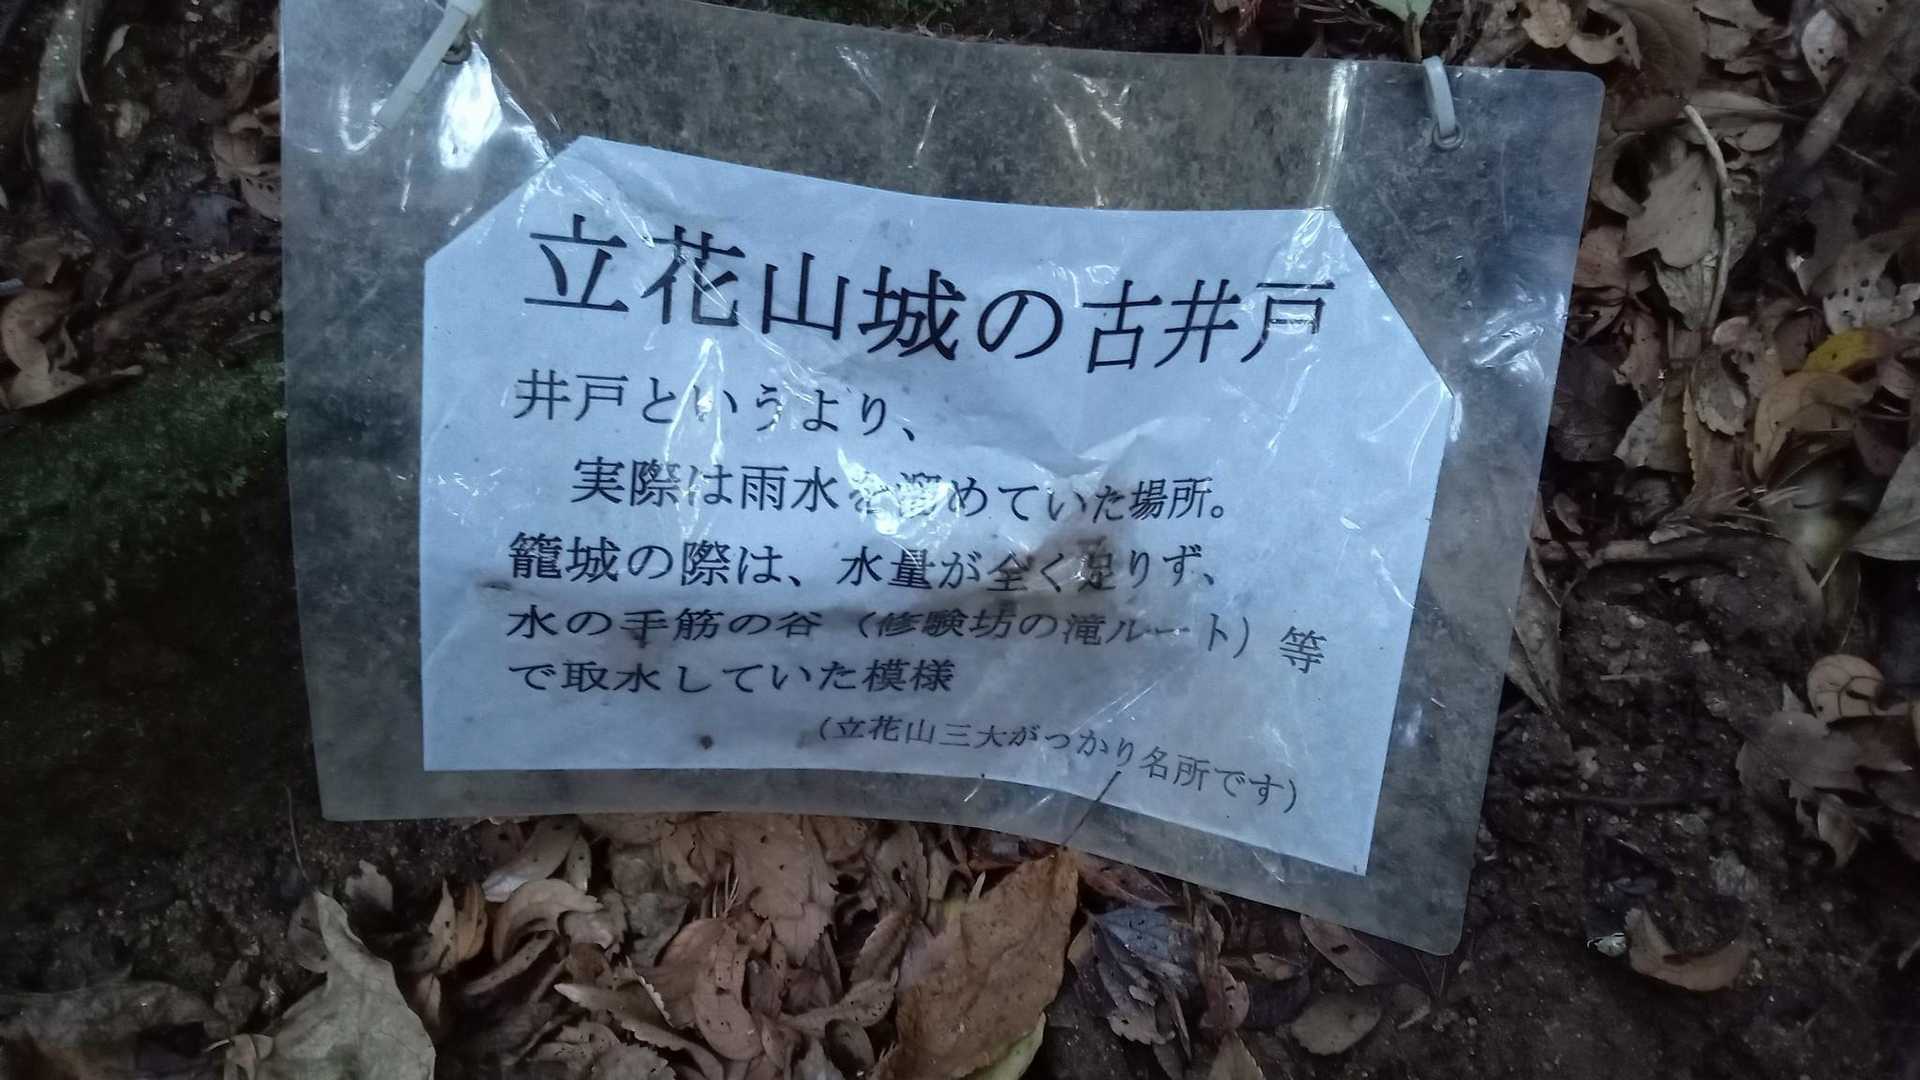 立花山城の古井戸
井戸というより、
実際は雨水を溜めていた場所。
籠城の際は、水量が全く足りず、
水の手筋の谷（修験坊の滝ルート）等
で取水していた模様
（立花山三大がっかり名所です）